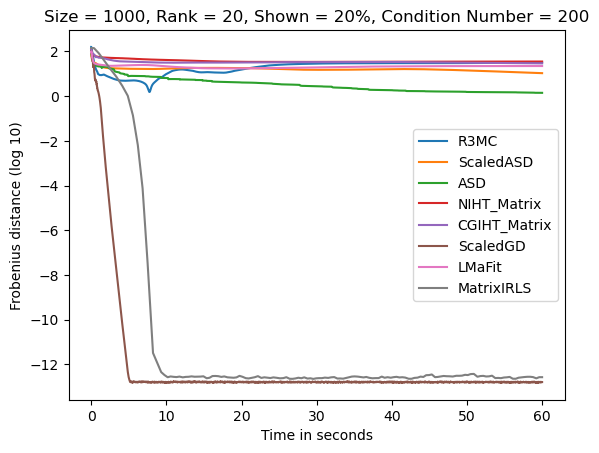 Size = 1000, Rank = 20, Shown = 20%, Condition Number = 200
Frobenius distance (log 10)
2
0
−2
−4
−6
−8
−10
−12
R3MC
ScaledASD
ASD
NIHT_Matrix
CGIHT_Matrix
ScaledGD
LMaFit
MatrixIRLS
0 10 20 30 40 50 60
Time in seconds